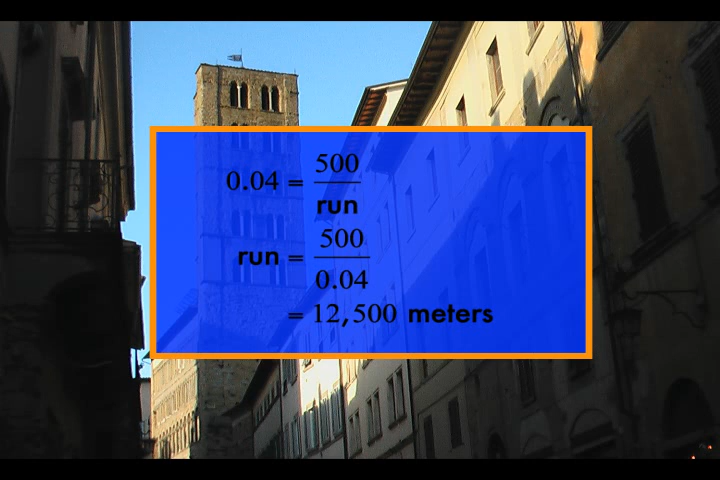 0.04 = 500/run
run = 500/0.04
= 12,500 meters